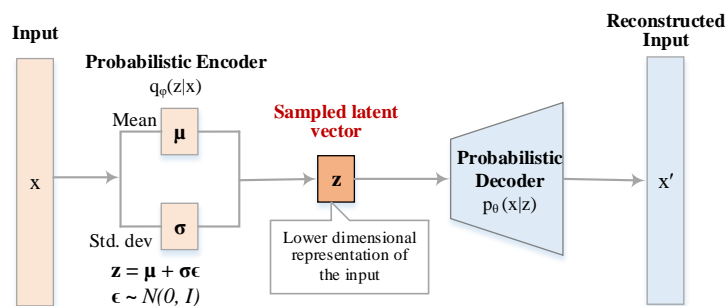 Input
x
Probabilistic Encoder
qφ(z|x)
Mean
μ
σ
Std. dev
z = μ + σϵ
ϵ ~ N(0, I)
Sampled latent
vector
z
Lower dimensional
representation of
the input
Probabilistic
Decoder
pθ (x|z)
Reconstructed
Input
x′